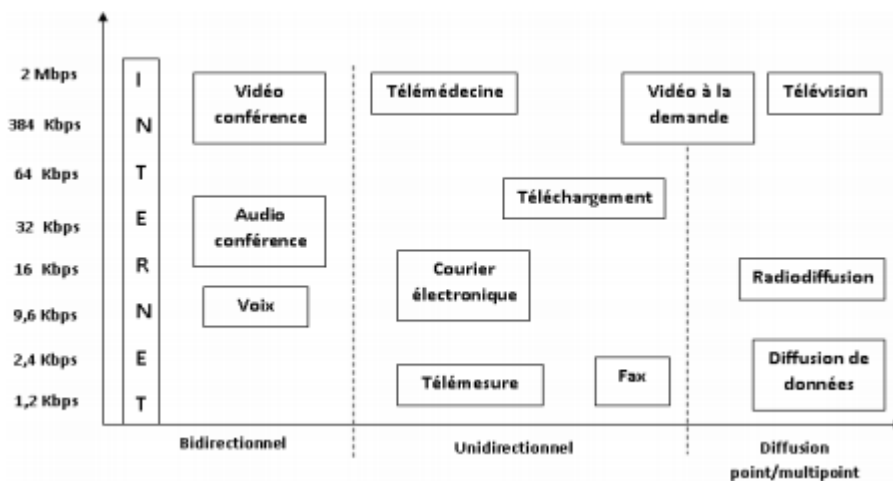 2 Mbps
384 Kbps
64 Kbps
32 Kbps
16 Kbps
9,6 Kbps
2,4 Kbps
1,2 Kbps
I
N
T
E
R
N
E
T
Vidéo
conférence
Audio
conférence
Voix
Télémédecine
Téléchargement
Courier
électronique
Télémesure
Fax
Vidéo à la
demande
Télévision
Radiodiffusion
Diffusion de
données
Bidirectionnel
Unidirectionnel
Diffusion
point/multipoint